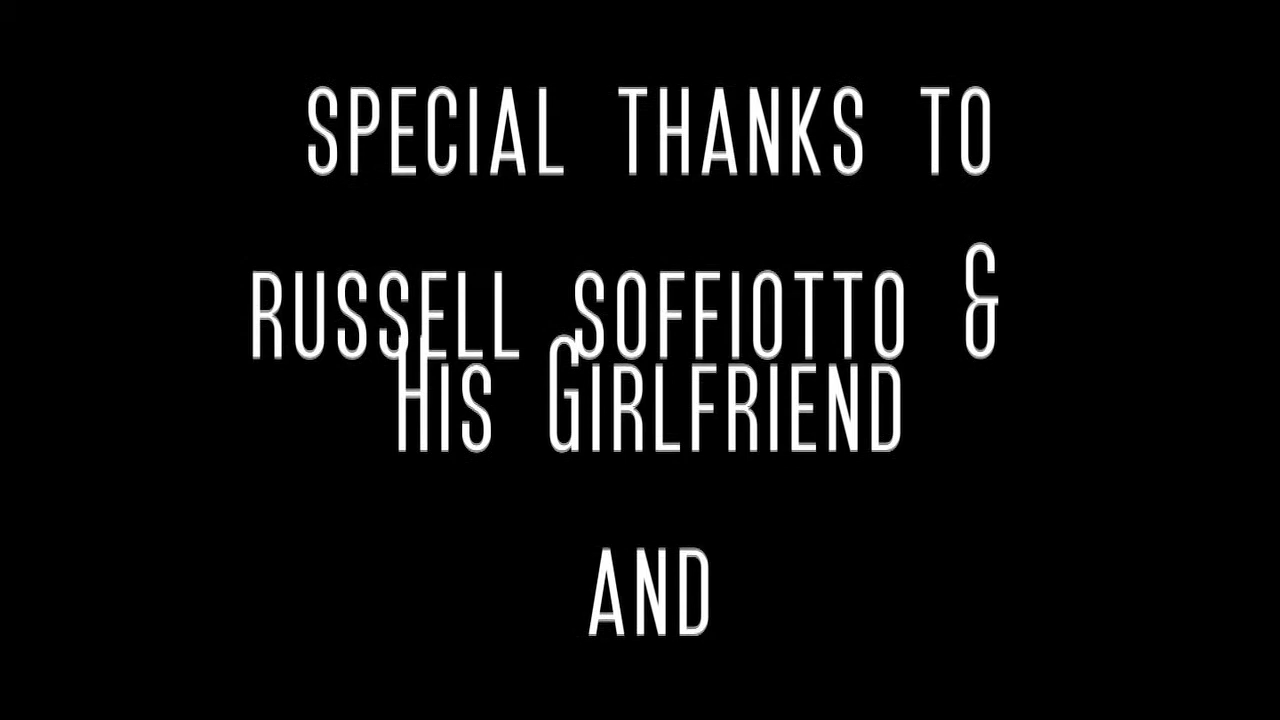 SPECIAL THANKS TO
RUSSELL SOFFIOTTO &
HIS GIRLFRIEND
AND